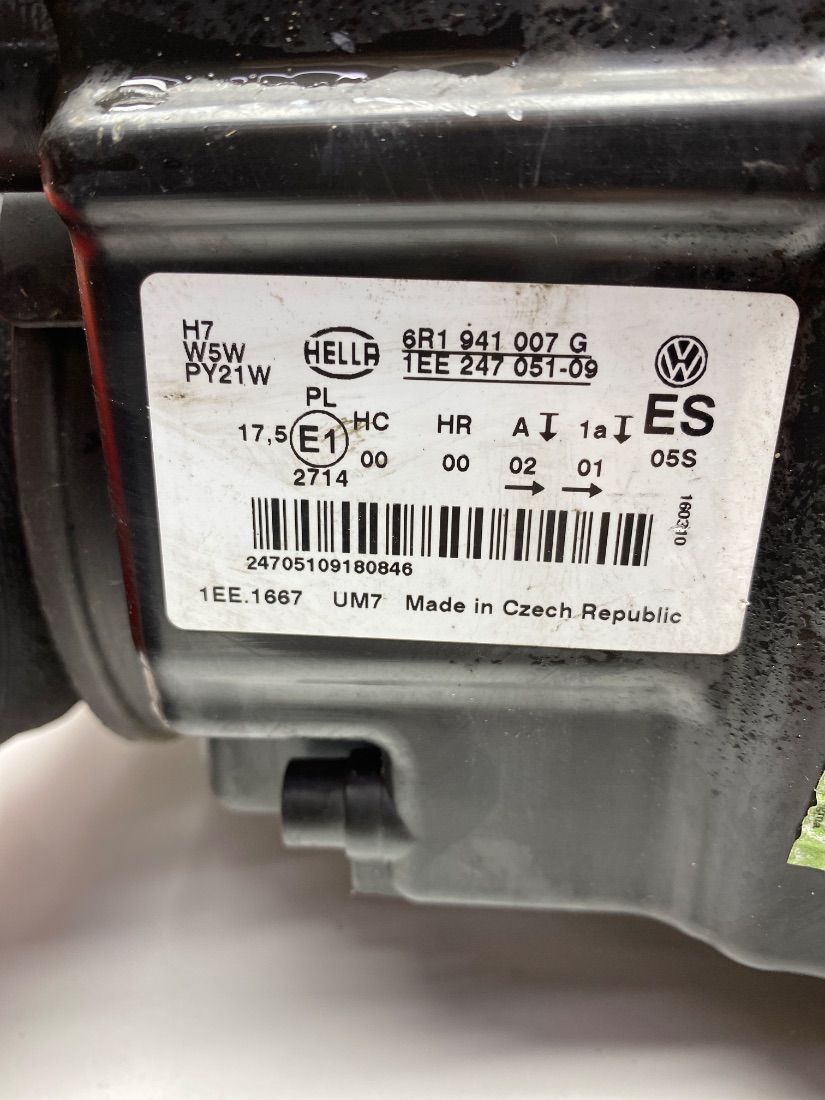 H7
W5W
PY21W
HELLA
6R1 941 007 G
1EE 247 051-09
VW
PL
17,5 E1 HC HR A 1a ES
00 00 02 01 05S
2714
→ →
160310
24705109180846
1EE.1667 UM7 Made in Czech Republic